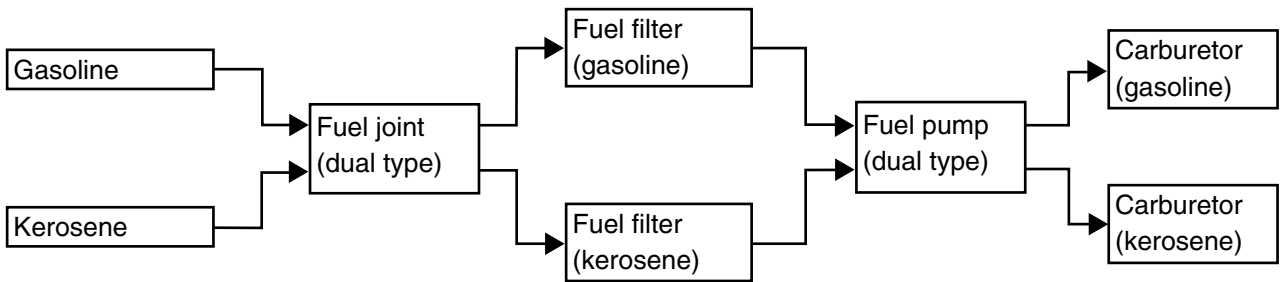 Gasoline
Kerosene
Fuel joint
(dual type)
Fuel filter
(gasoline)
Fuel filter
(kerosene)
Fuel pump
(dual type)
Carburetor
(gasoline)
Carburetor
(kerosene)